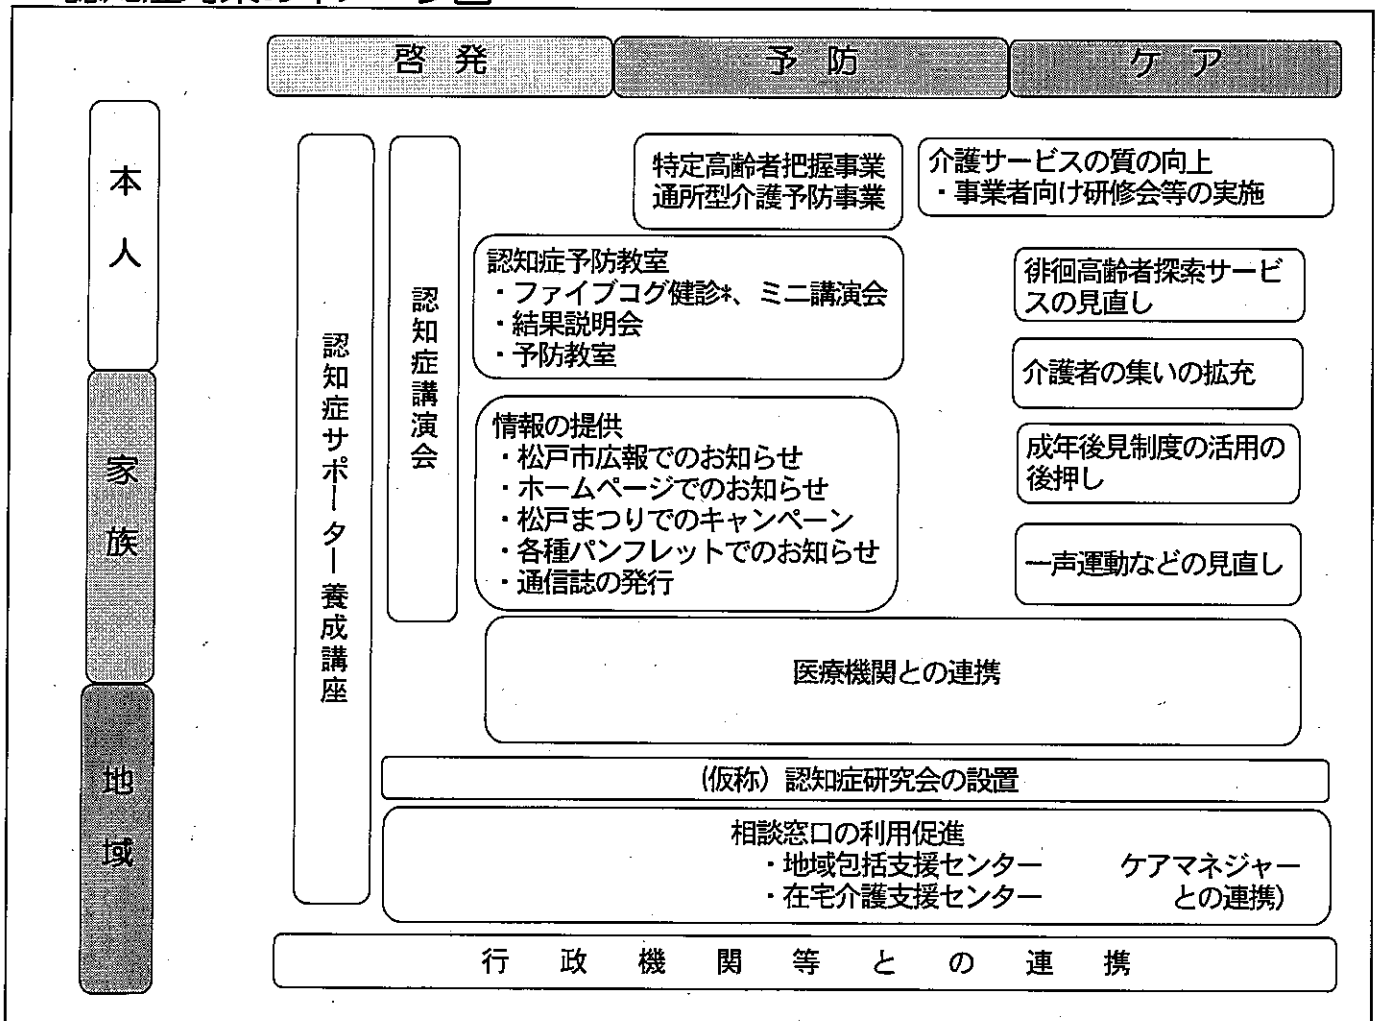 啓発
予防
ケア
本人
家族
地域
認知症サポーター養成講座
認知症講演会
特定高齢者把握事業
通所型介護予防事業
介護サービスの質の向上
・事業者向け研修会等の実施
認知症予防教室
・ファイブコグ健診*、ミニ講演会
・結果説明会
・予防教室
徘徊高齢者探索サービ
スの見直し
介護者の集いの拡充
情報の提供
・松戸市広報でのお知らせ
・ホームページでのお知らせ
・松戸まつりでのキャンペーン
・各種パンフレットでのお知らせ
・通信誌の発行
成年後見制度の活用の
後押し
一声運動などの見直し
医療機関との連携
(仮称)認知症研究会の設置
相談窓口の利用促進
・地域包括支援センター ケアマネジャー
・在宅介護支援センター との連携)
行政機関等との連携